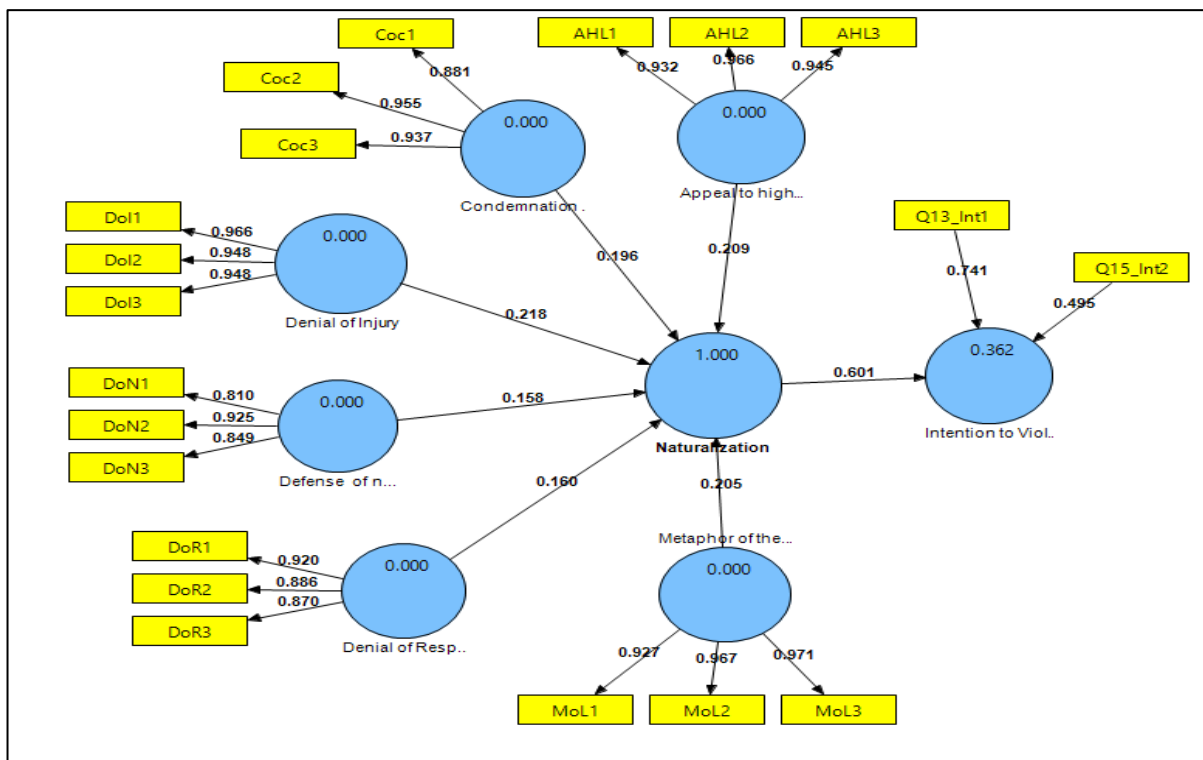 Coc1
Coc2
Coc3
0.881
0.955
0.937
0.000
Condemnation .
AHL1
AHL2
AHL3
0.932
0.966
0.945
0.000
Appeal to high...
0.196
0.209
DoI1
DoI2
DoI3
0.966
0.948
0.948
0.000
Denial of Injury
0.218
Q13_Int1
Q15_Int2
0.741
0.495
0.362
Intention to Viol..
DoN1
DoN2
DoN3
0.810
0.925
0.849
0.000
Defense of n...
0.158
1.000
Naturalization
0.601
DoR1
DoR2
DoR3
0.920
0.886
0.870
0.000
Denial of Resp..
0.160
0.205
Metaphor of the...
0.000
0.927
0.967
0.971
MoL1
MoL2
MoL3